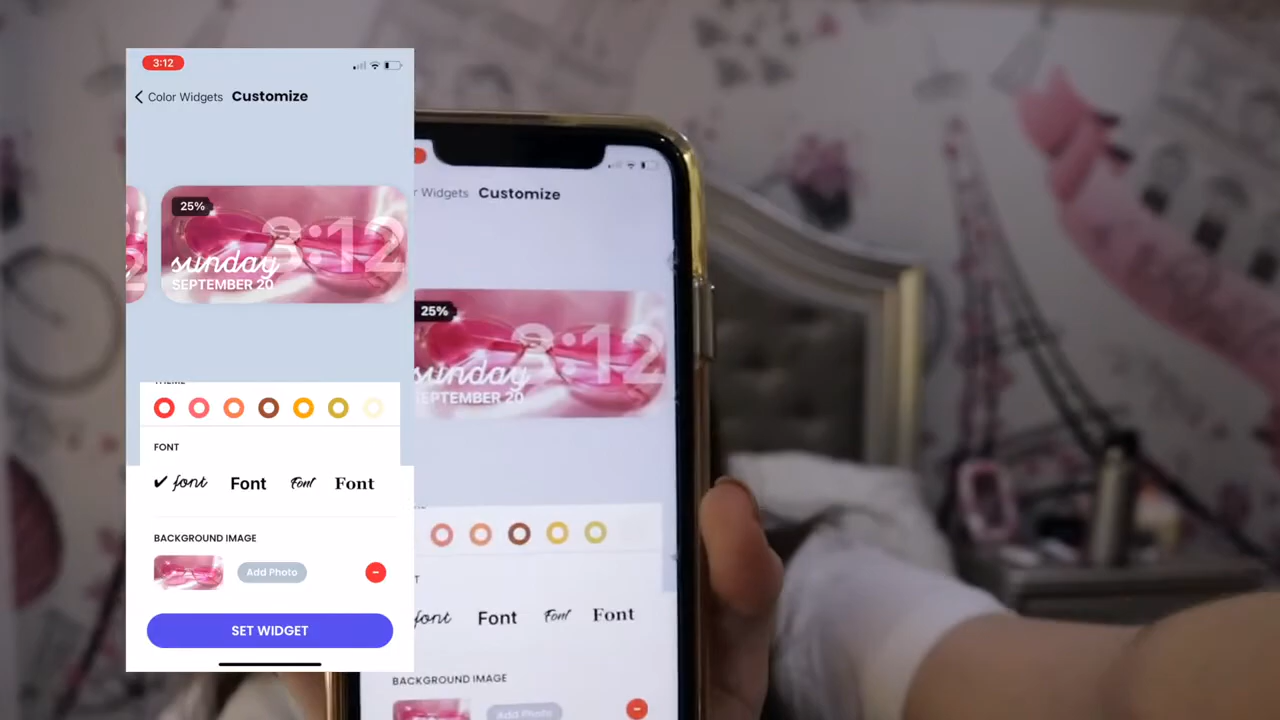 3:12
Color Widgets Customize
25%
3:12
sunday
SEPTEMBER 20
THEME
FONT
✔ font Font Font Font
BACKGROUND IMAGE
Add Photo
SET WIDGET
r Widgets Customize
25%
3:12
sunday
SEPTEMBER 20
T
font Font Font Font
BACKGROUND IMAGE
Add Photo